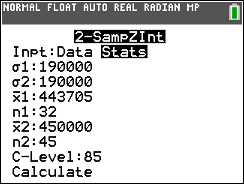 NORMAL FLOAT AUTO REAL RADIAN MP
2-SampZInt
Inpt:Data Stats
σ1:190000
σ2:190000
x̄1:443705
n1:32
x̄2:450000
n2:45
C-Level:85
Calculate